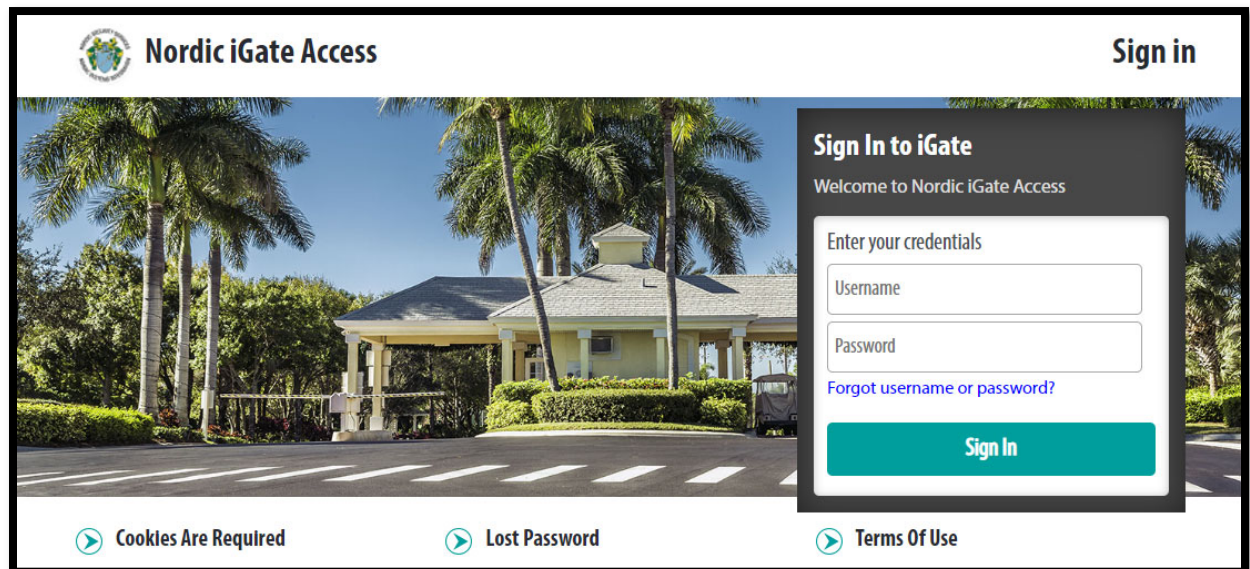 Nordic iGate Access
Sign in
Sign In to iGate
Welcome to Nordic iGate Access
Enter your credentials
Username
Password
Forgot username or password?
Sign In
Cookies Are Required
Lost Password
Terms Of Use